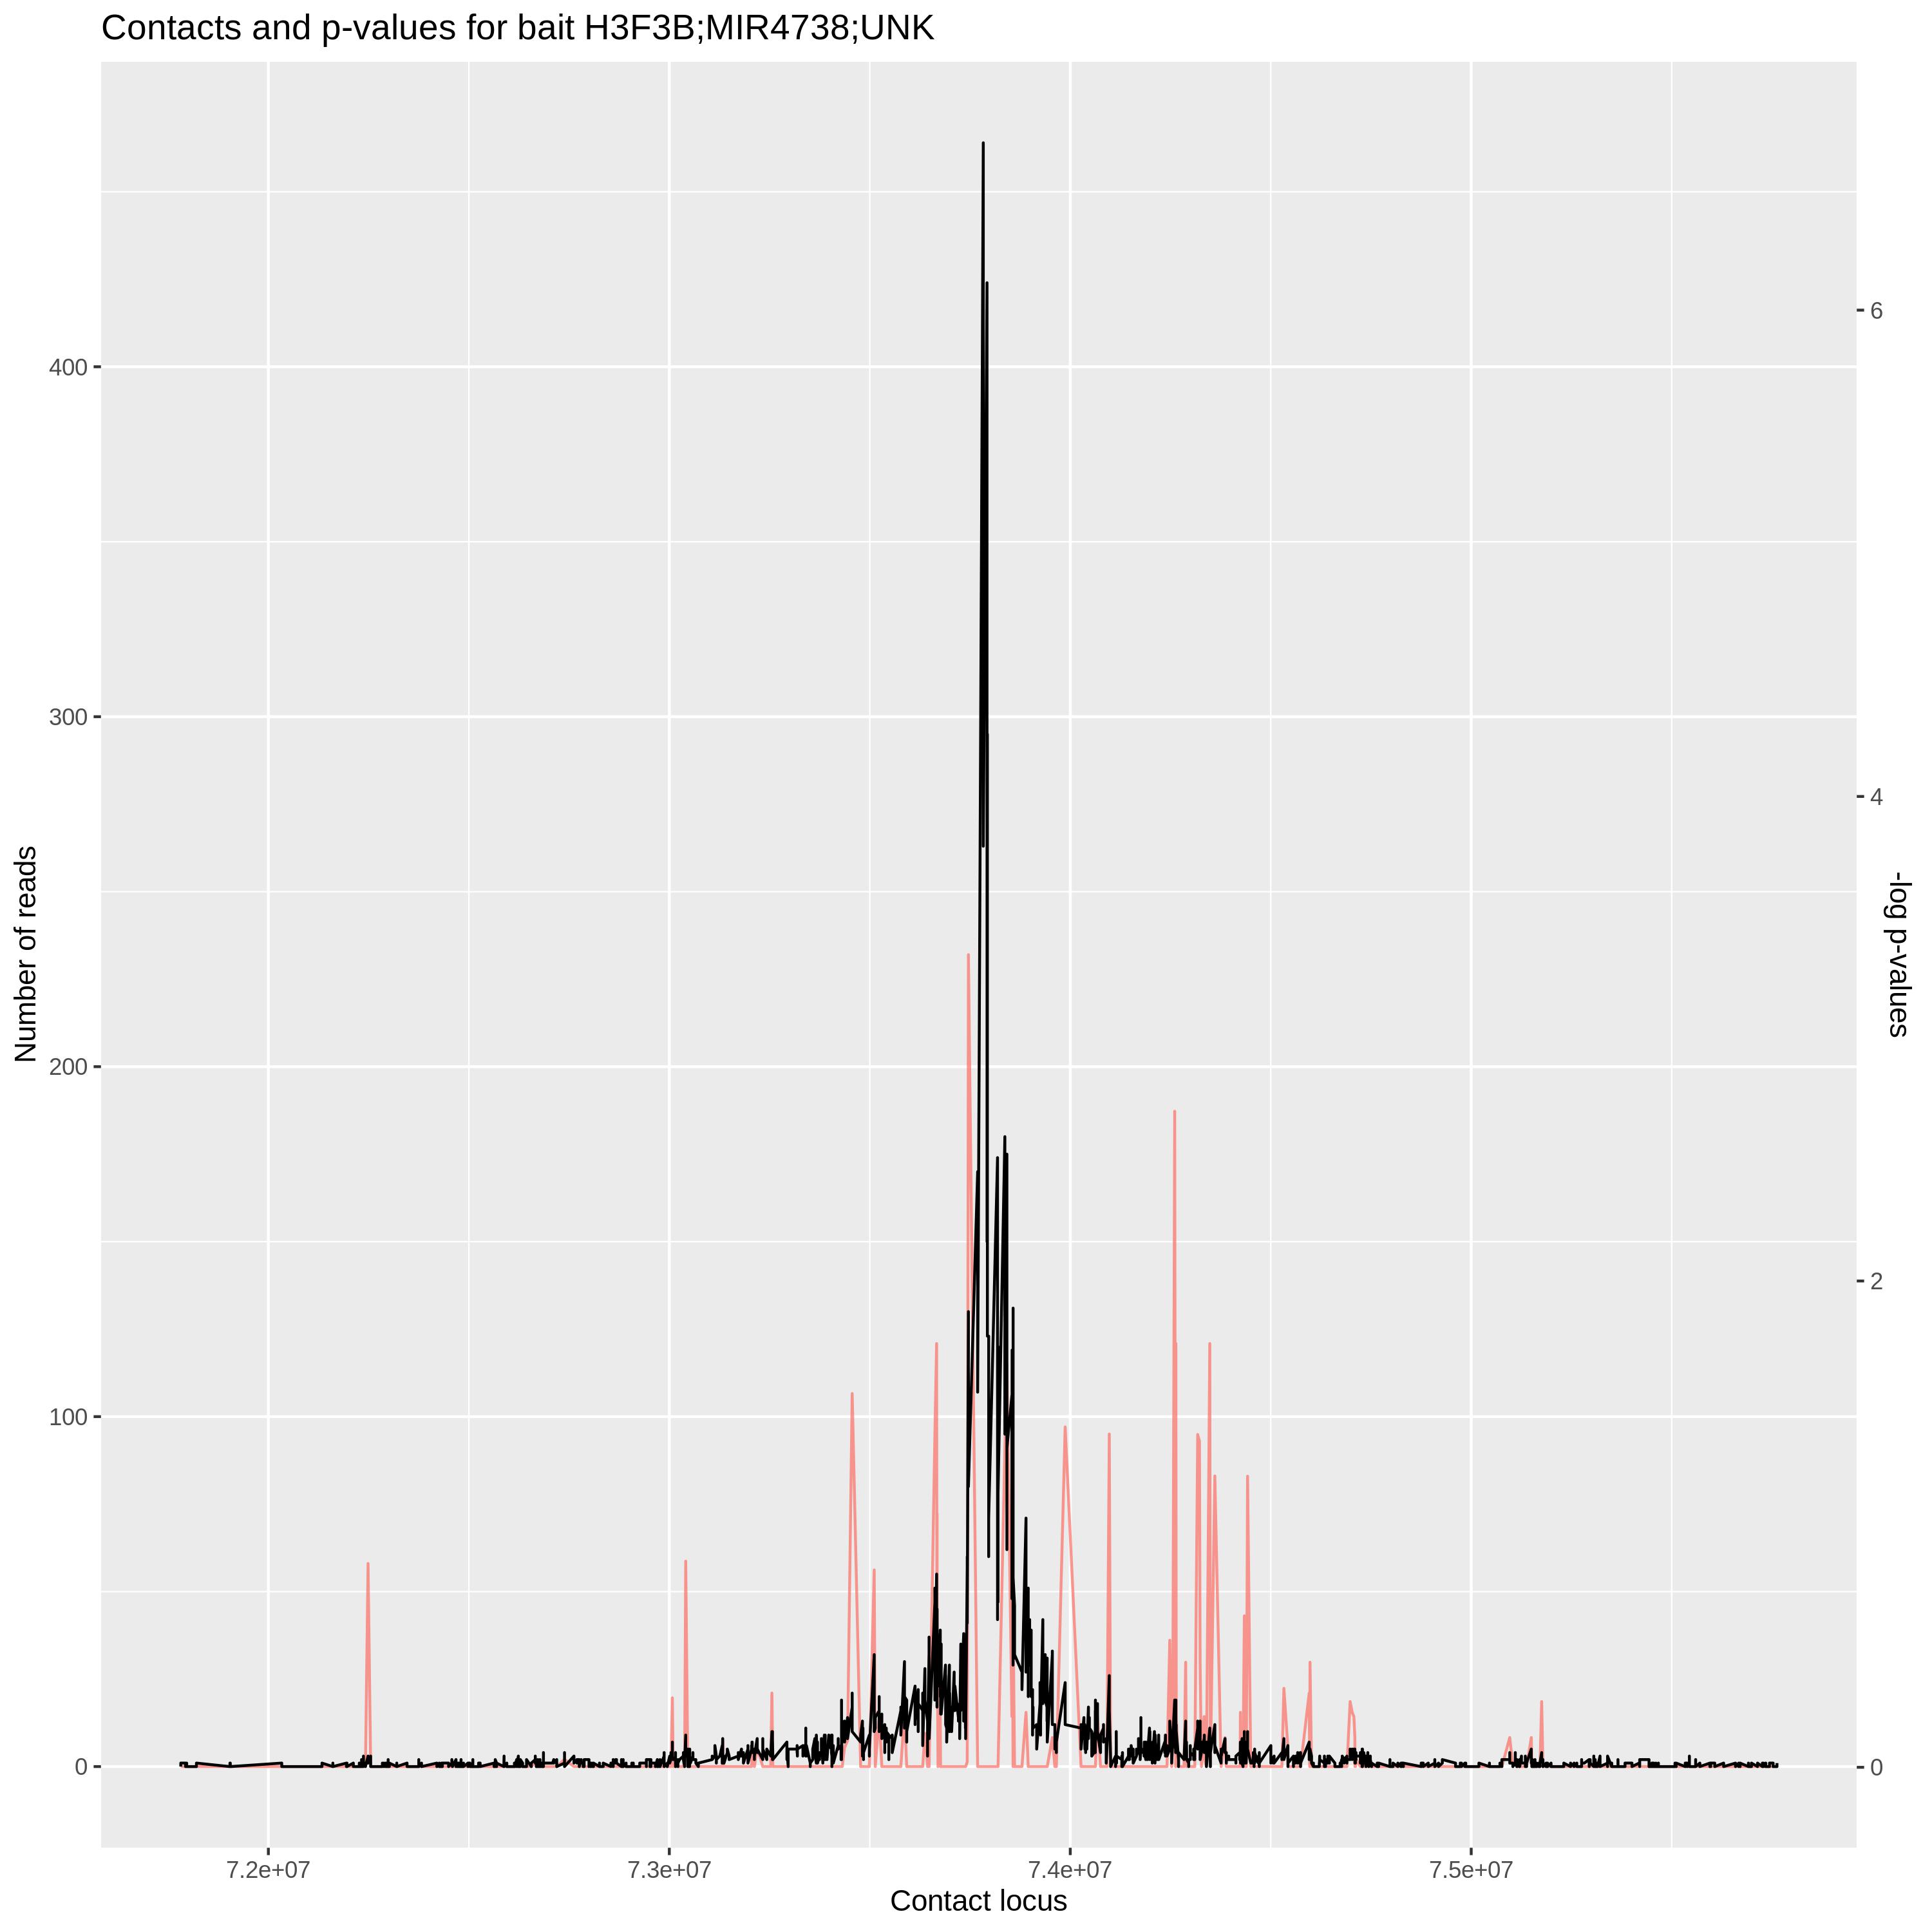 Contacts and p-values for bait H3F3B;MIR4738;UNK
Number of reads
400
300
200
100
0
6
4
2
0
-log p-values
7.2e+07
7.3e+07
7.4e+07
7.5e+07
Contact locus